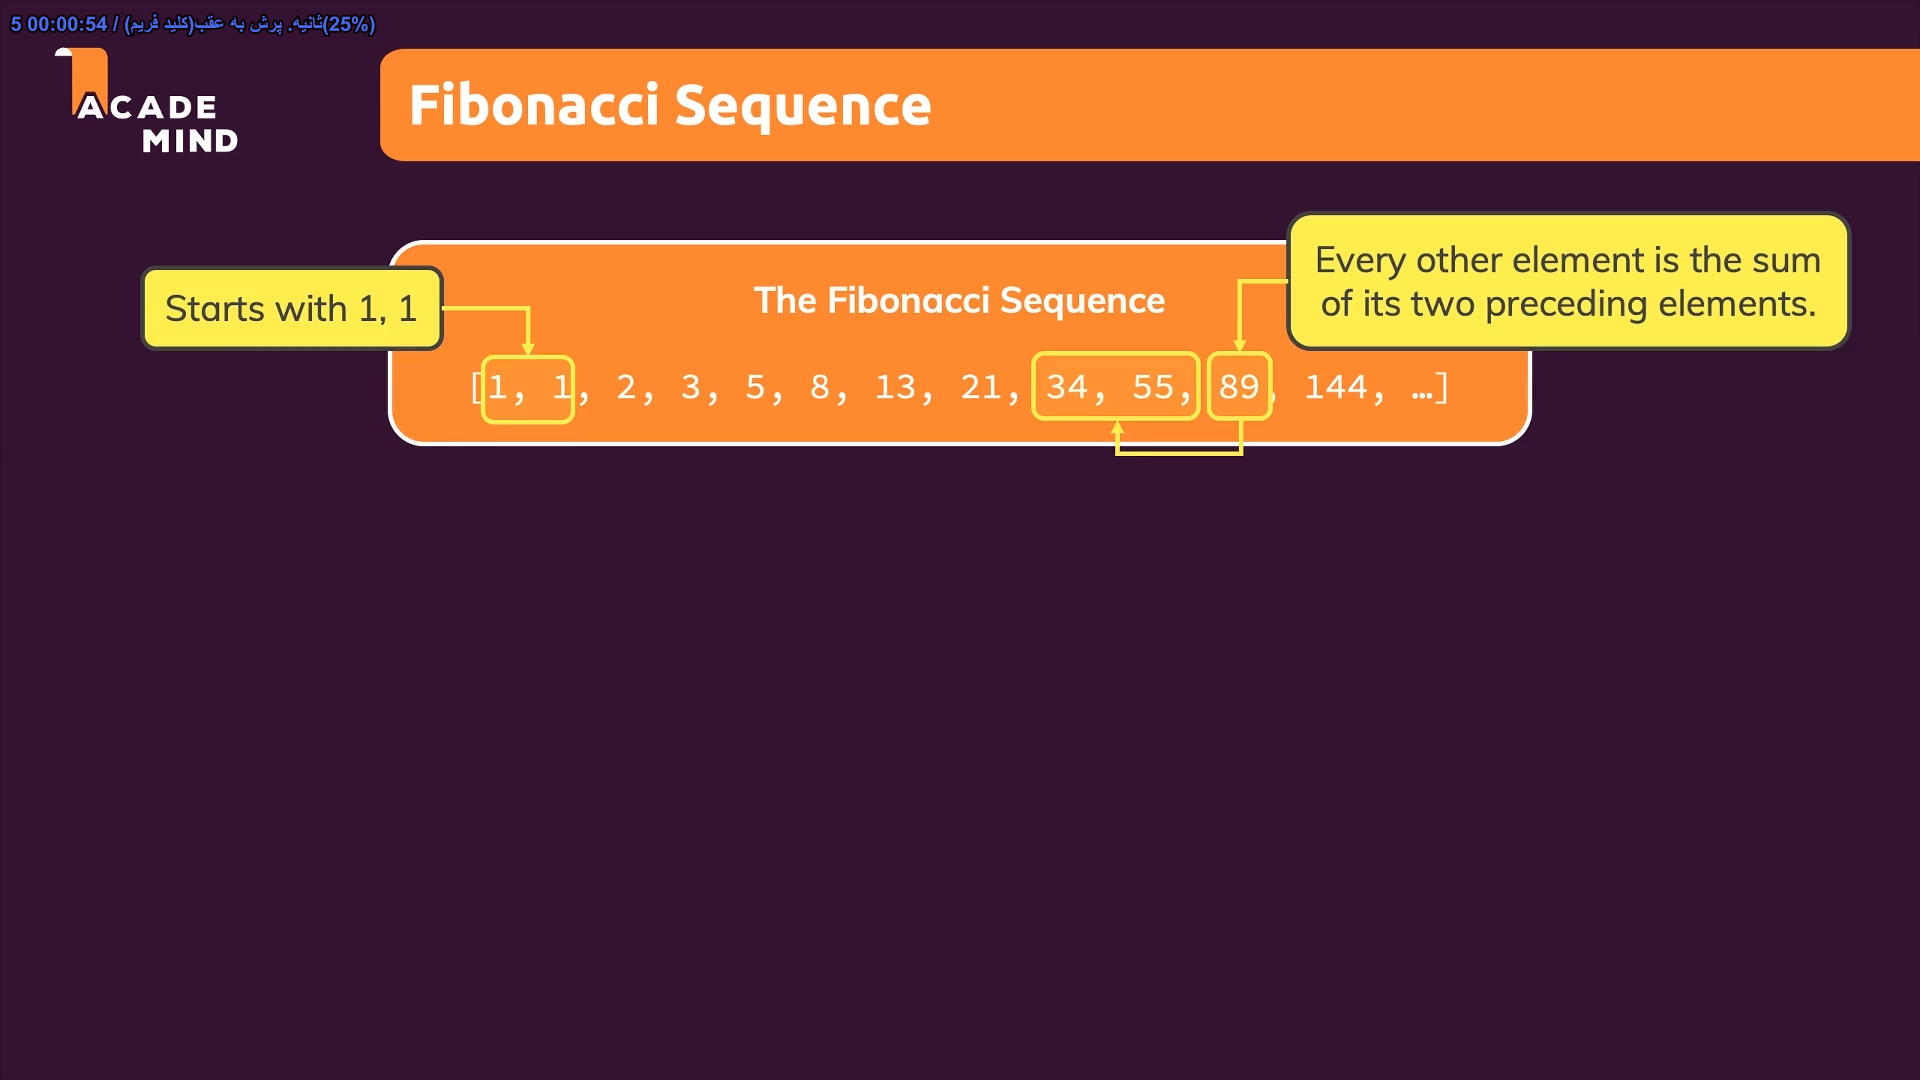 5 00:00:54 / (کلید فریم)ثانیه. پرش به عقب(25%)
ACADE
MIND
Fibonacci Sequence
Starts with 1, 1
The Fibonacci Sequence
Every other element is the sum
of its two preceding elements.
[1, 1, 2, 3, 5, 8, 13, 21, 34, 55, 89, 144, …]